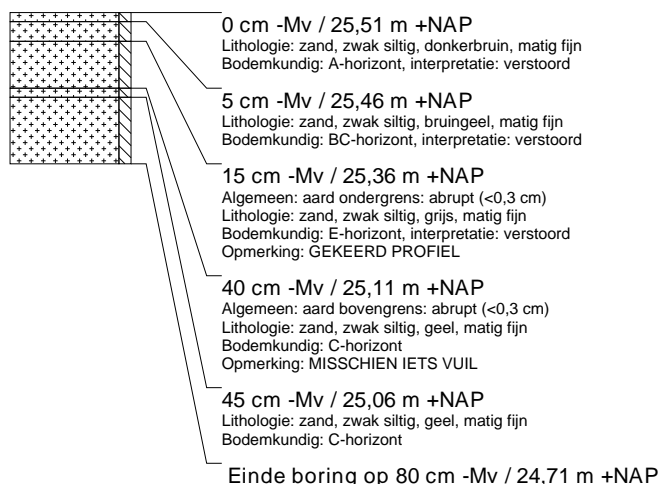 0 cm -Mv / 25,51 m +NAP
Lithologie: zand, zwak siltig, donkerbruin, matig fijn
Bodemkundig: A-horizont, interpretatie: verstoord
5 cm -Mv / 25,46 m +NAP
Lithologie: zand, zwak siltig, bruingeel, matig fijn
Bodemkundig: BC-horizont, interpretatie: verstoord
15 cm -Mv / 25,36 m +NAP
Algemeen: aard ondergrens: abrupt (<0,3 cm)
Lithologie: zand, zwak siltig, grijs, matig fijn
Bodemkundig: E-horizont, interpretatie: verstoord
Opmerking: GEKEERD PROFIEL
40 cm -Mv / 25,11 m +NAP
Algemeen: aard bovengrens: abrupt (<0,3 cm)
Lithologie: zand, zwak siltig, geel, matig fijn
Bodemkundig: C-horizont
Opmerking: MISSCHIEN IETS VUIL
45 cm -Mv / 25,06 m +NAP
Lithologie: zand, zwak siltig, geel, matig fijn
Bodemkundig: C-horizont
Einde boring op 80 cm -Mv / 24,71 m +NAP